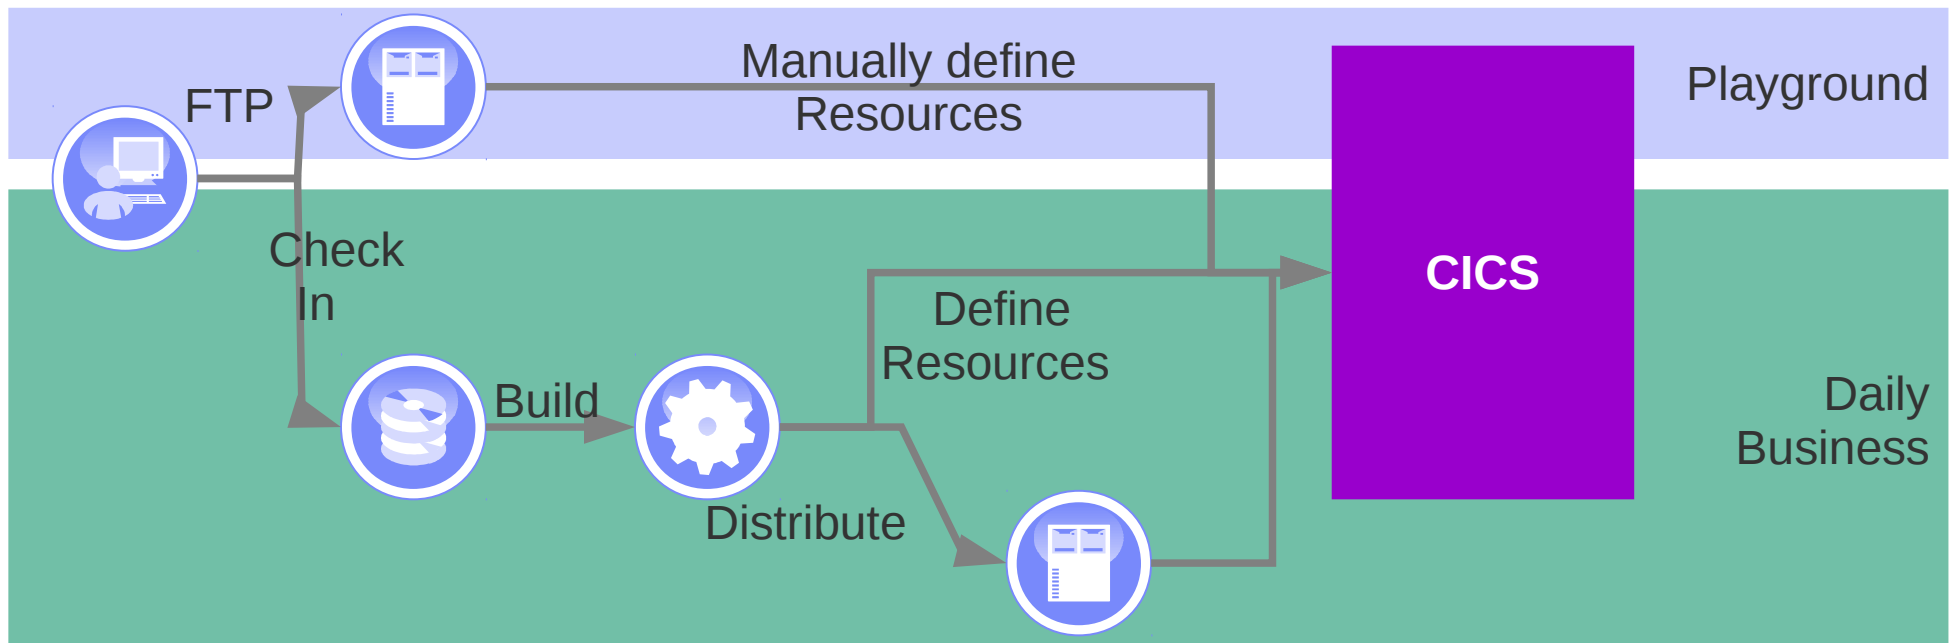 FTP
Manually define
Resources
Playground
Check
In
CICS
Define
Resources
Build
Distribute
Daily
Business